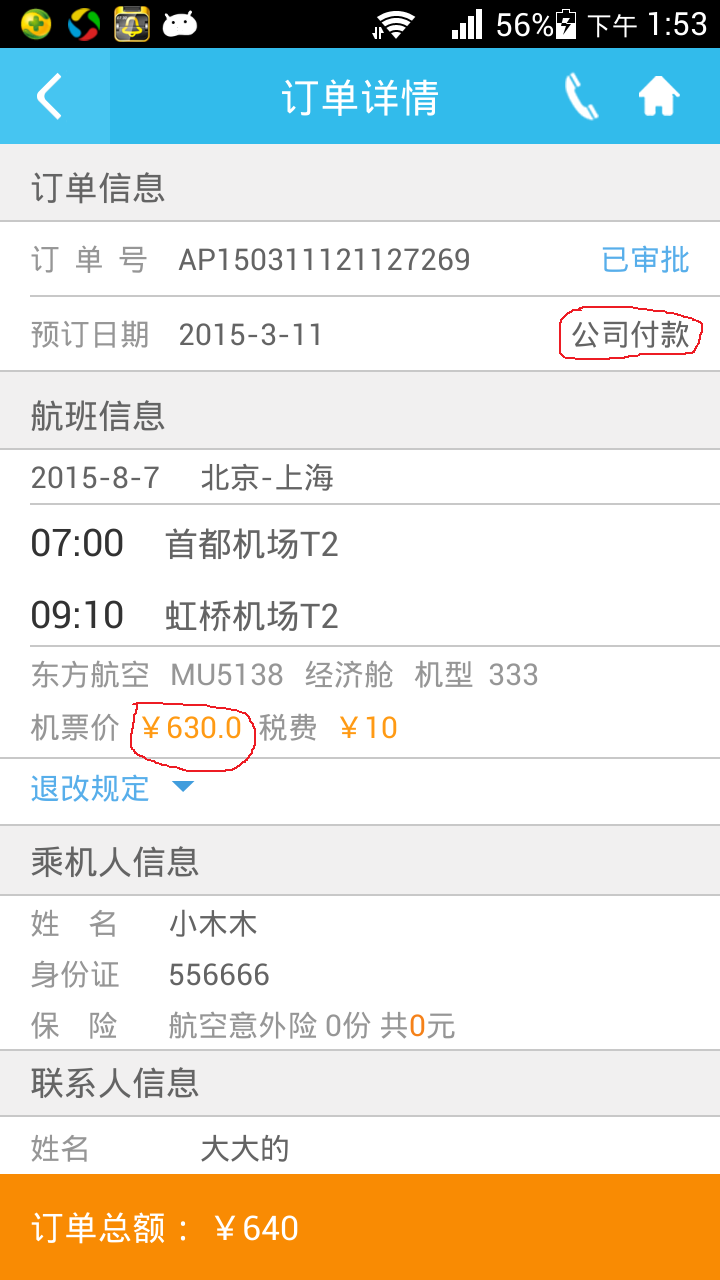 56% 下午 1:53
订单详情
订单信息
订 单 号 AP150311121127269 已审批
预订日期 2015-3-11 公司付款
航班信息
2015-8-7 北京-上海
07:00 首都机场T2
09:10 虹桥机场T2
东方航空 MU5138 经济舱 机型 333
机票价 ¥630.0 税费 ¥10
退改规定
乘机人信息
姓 名 小木木
身份证 556666
保 险 航空意外险 0份 共0元
联系人信息
姓名 大大的
订单总额： ¥640